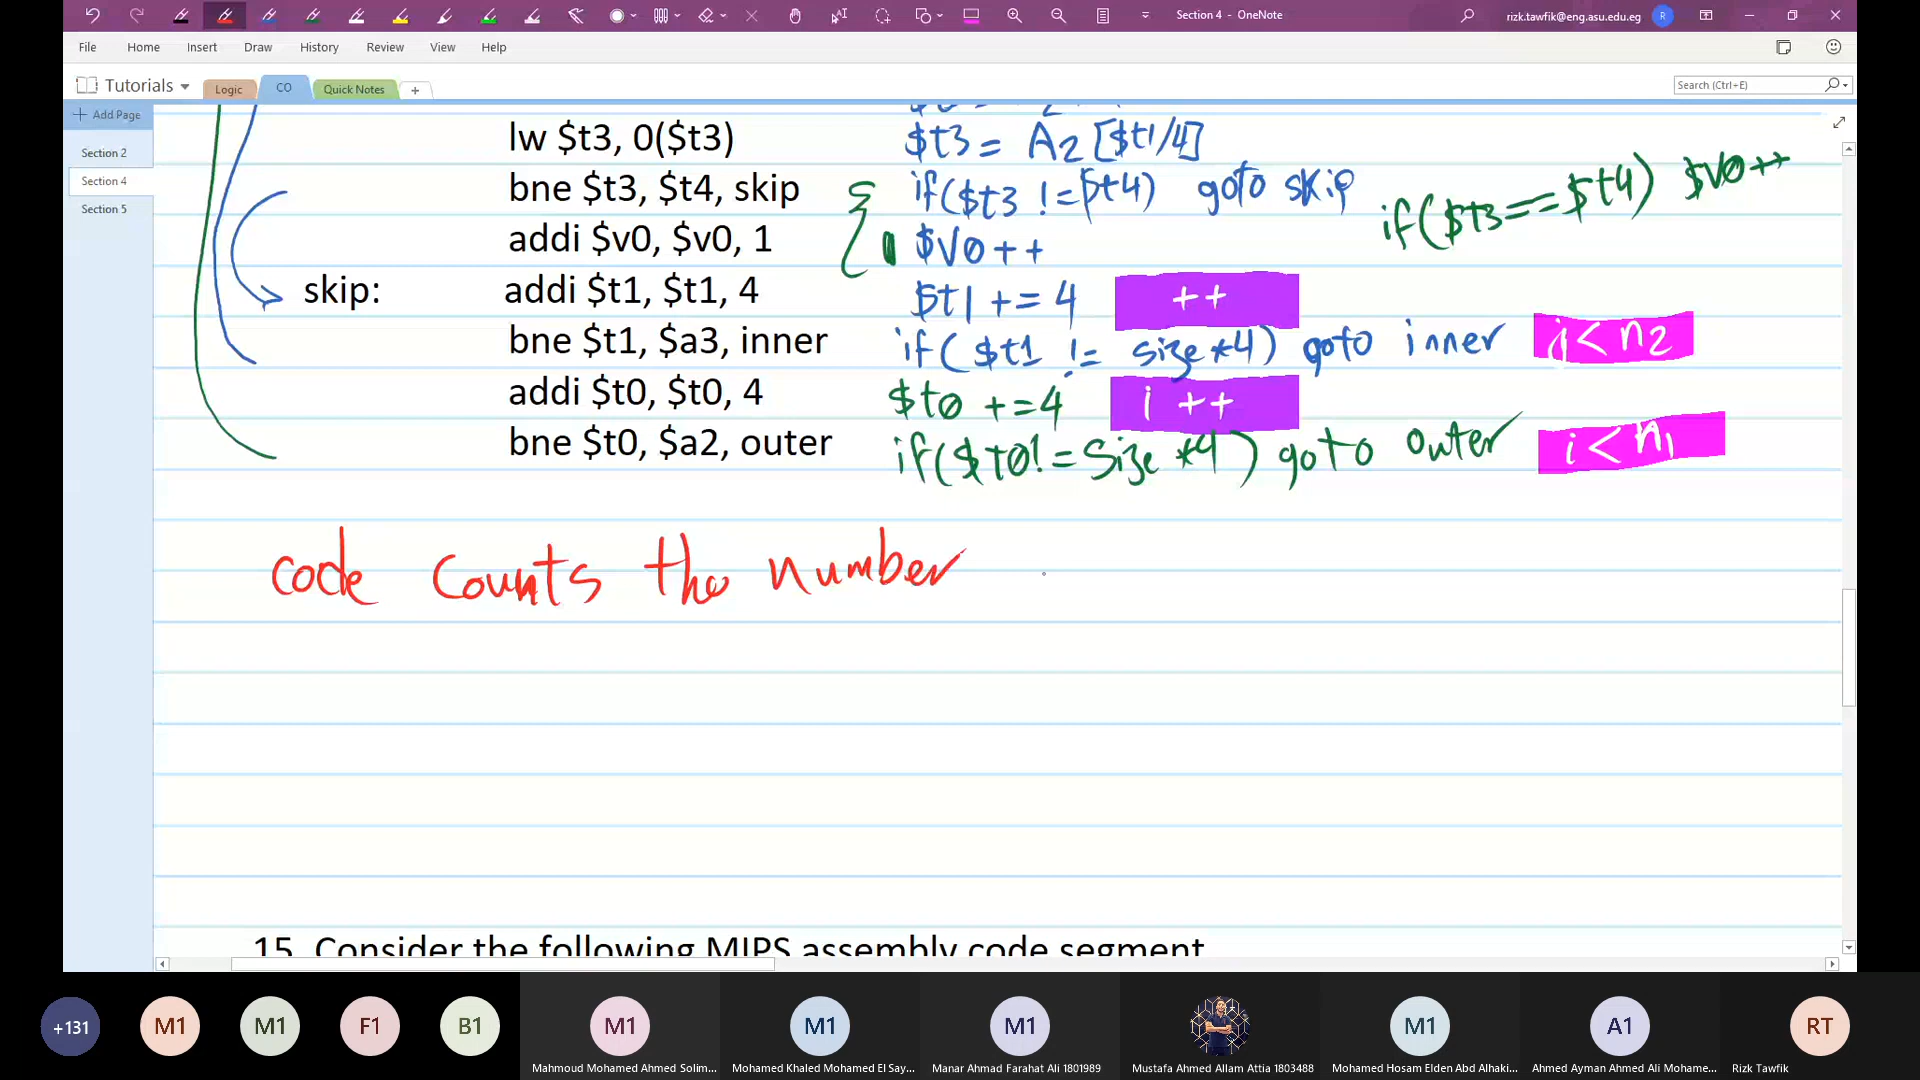 Section 4 - OneNote
rizk.tawfik@eng.asu.edu.eg
R
File Home Insert Draw History Review View Help
Tutorials Logic CO Quick Notes +
Search (Ctrl+E)
Add Page
Section 2
Section 4
Section 5
lw $t3, 0($t3) $t3 = A2 [$t1/4]
bne $t3, $t4, skip if($t3 != $t4) goto skip if($t3==$t4) $v0++
addi $v0, $v0, 1 $v0++
skip: addi $t1, $t1, 4 $t1 += 4 ++
bne $t1, $a3, inner if($t1 != size*4) goto inner j < n2
addi $t0, $t0, 4 $t0 +=4 i ++
bne $t0, $a2, outer if($t0!=Size*4) goto outer i < n1
code counts the number
15. Consider the following MIPS assembly code segment
+131 M1 M1 F1 B1 M1 M1 M1 M1 A1 RT
Mahmoud Mohamed Ahmed Solim... Mohamed Khaled Mohamed El Say... Manar Ahmad Farahat Ali 1801989 Mustafa Ahmed Allam Attia 1803488 Mohamed Hosam Elden Abd Alhaki... Ahmed Ayman Ahmed Ali Mohame... Rizk Tawfik